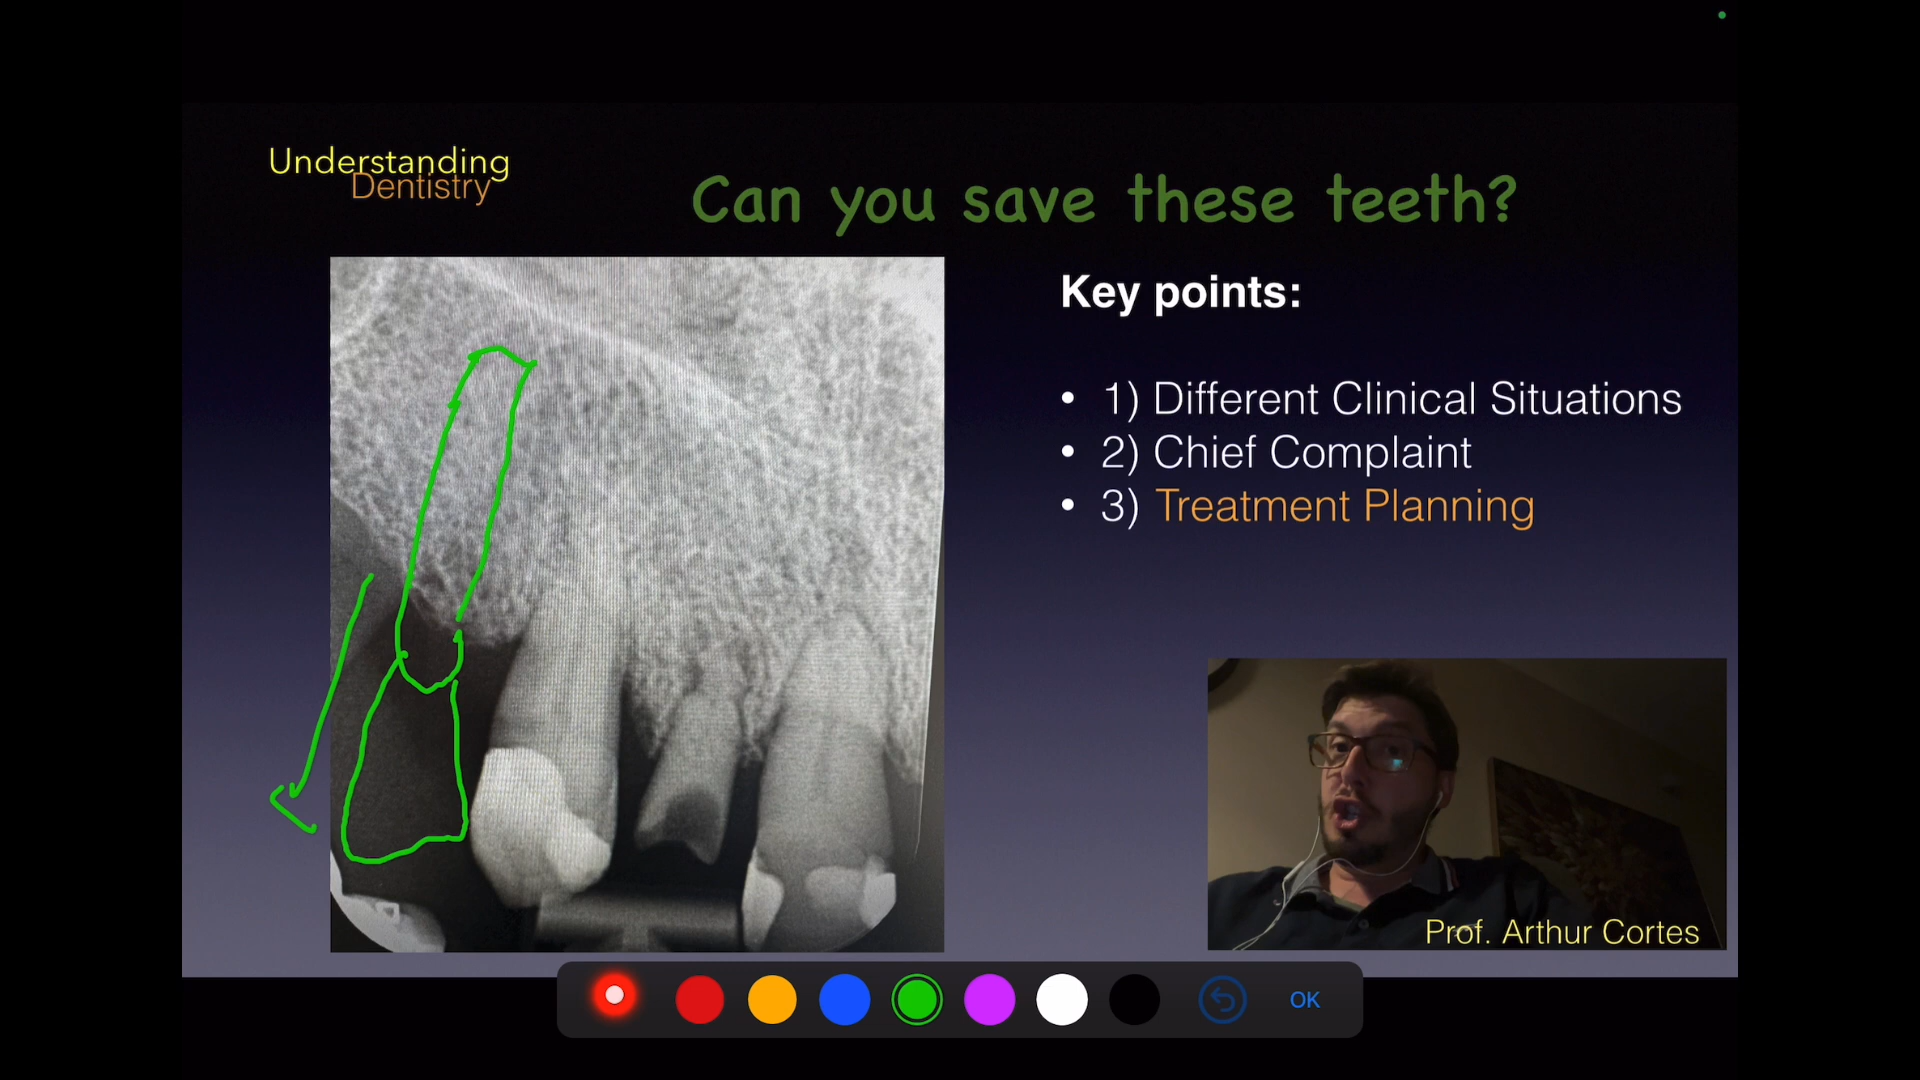 Understanding
Dentistry
Can you save these teeth?
Key points:
• 1) Different Clinical Situations
• 2) Chief Complaint
• 3) Treatment Planning
Prof. Arthur Cortes
OK